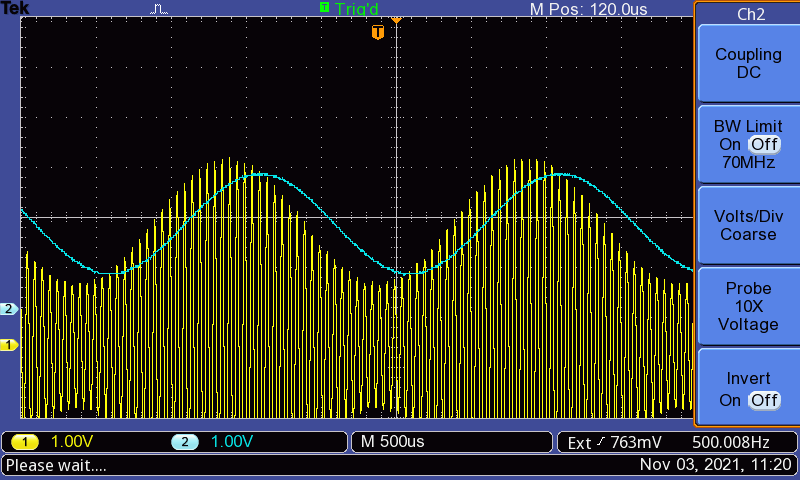 Tek Trig'd M Pos: 120.0us Ch2
T
Coupling
DC
BW Limit
On Off
70MHz
Volts/Div
Coarse
Probe
10X
Voltage
Invert
On Off
2
1
1 1.00V 2 1.00V M 500us Ext 763mV 500.008Hz
Please wait.... Nov 03, 2021, 11:20